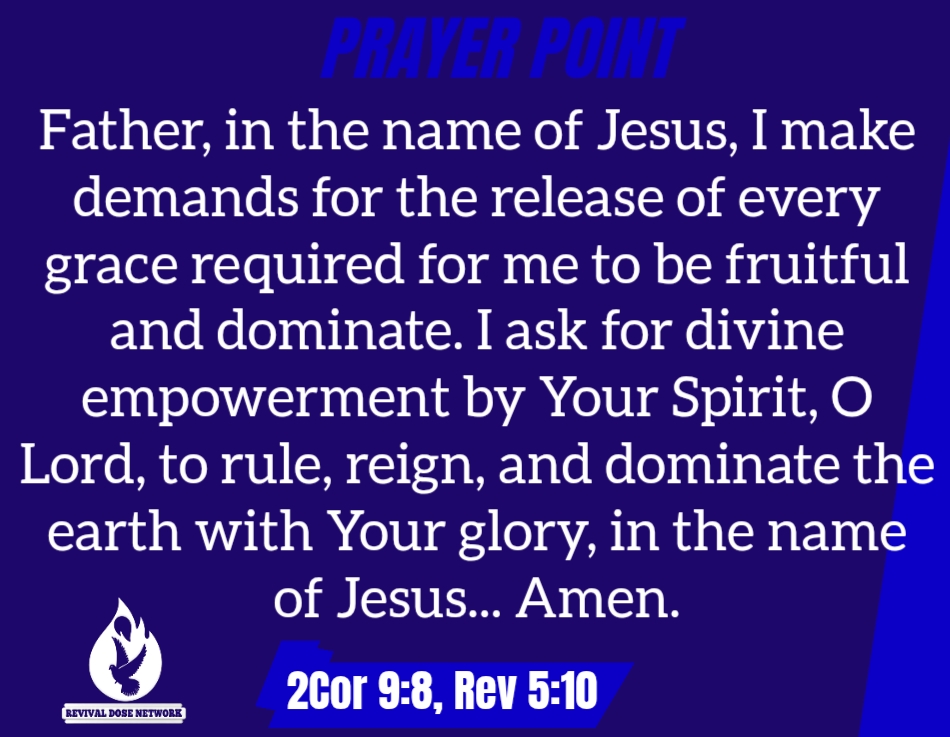 PRAYER POINT
Father, in the name of Jesus, I make
demands for the release of every
grace required for me to be fruitful
and dominate. I ask for divine
empowerment by Your Spirit, O
Lord, to rule, reign, and dominate the
earth with Your glory, in the name
of Jesus... Amen.
2Cor 9:8, Rev 5:10
REVIVAL DOSE NETWORK